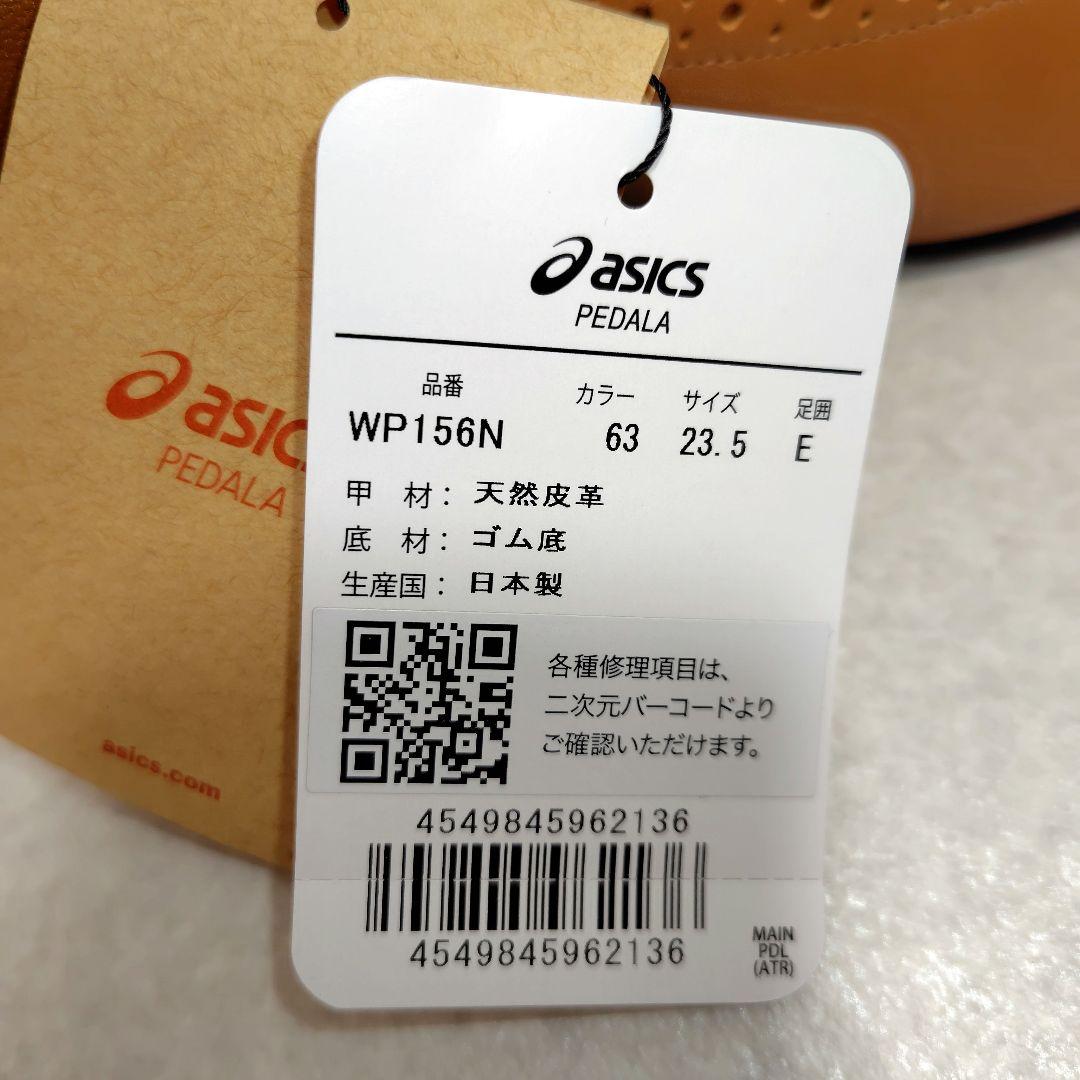 asics
PEDALA
品番 カラー サイズ 足囲
WP156N 63 23.5 E
甲 材： 天然皮革
底 材： ゴム底
生産国： 日本製
各種修理項目は、
二次元バーコードより
ご確認いただけます。
4549845962136
4549845962136
MAIN
PDL
(ATR)
asic
PEDALA
asics.com